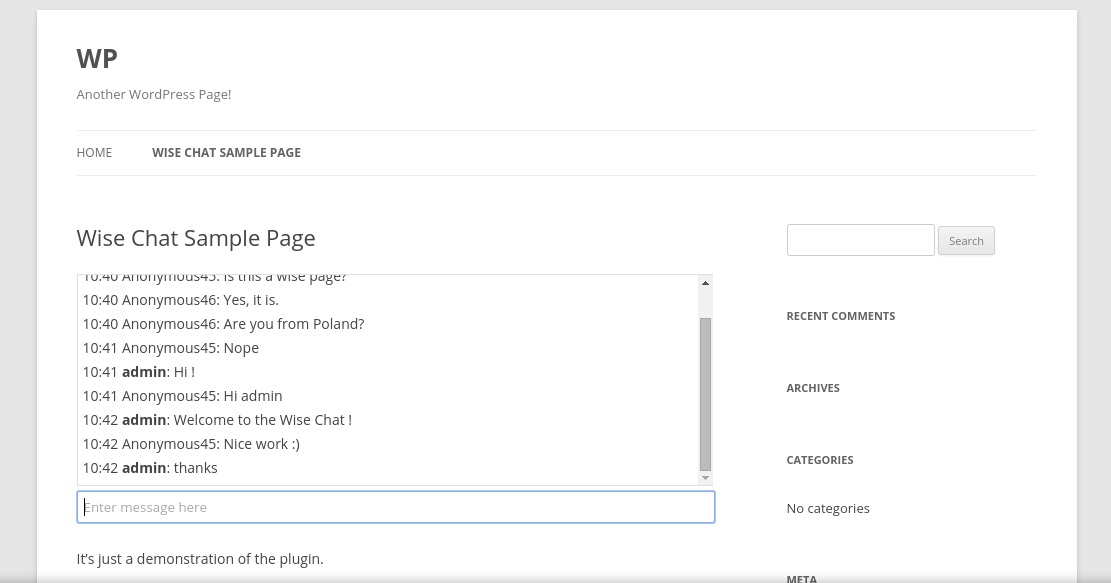 WP
Another WordPress Page!
HOME
WISE CHAT SAMPLE PAGE
Wise Chat Sample Page
10:40 Anonymous45: Is this a wise page?
10:40 Anonymous46: Yes, it is.
10:40 Anonymous46: Are you from Poland?
10:41 Anonymous45: Nope
10:41 admin: Hi !
10:41 Anonymous45: Hi admin
10:42 admin: Welcome to the Wise Chat !
10:42 Anonymous45: Nice work :)
10:42 admin: thanks
Enter message here
It’s just a demonstration of the plugin.
Search
RECENT COMMENTS
ARCHIVES
CATEGORIES
No categories
META